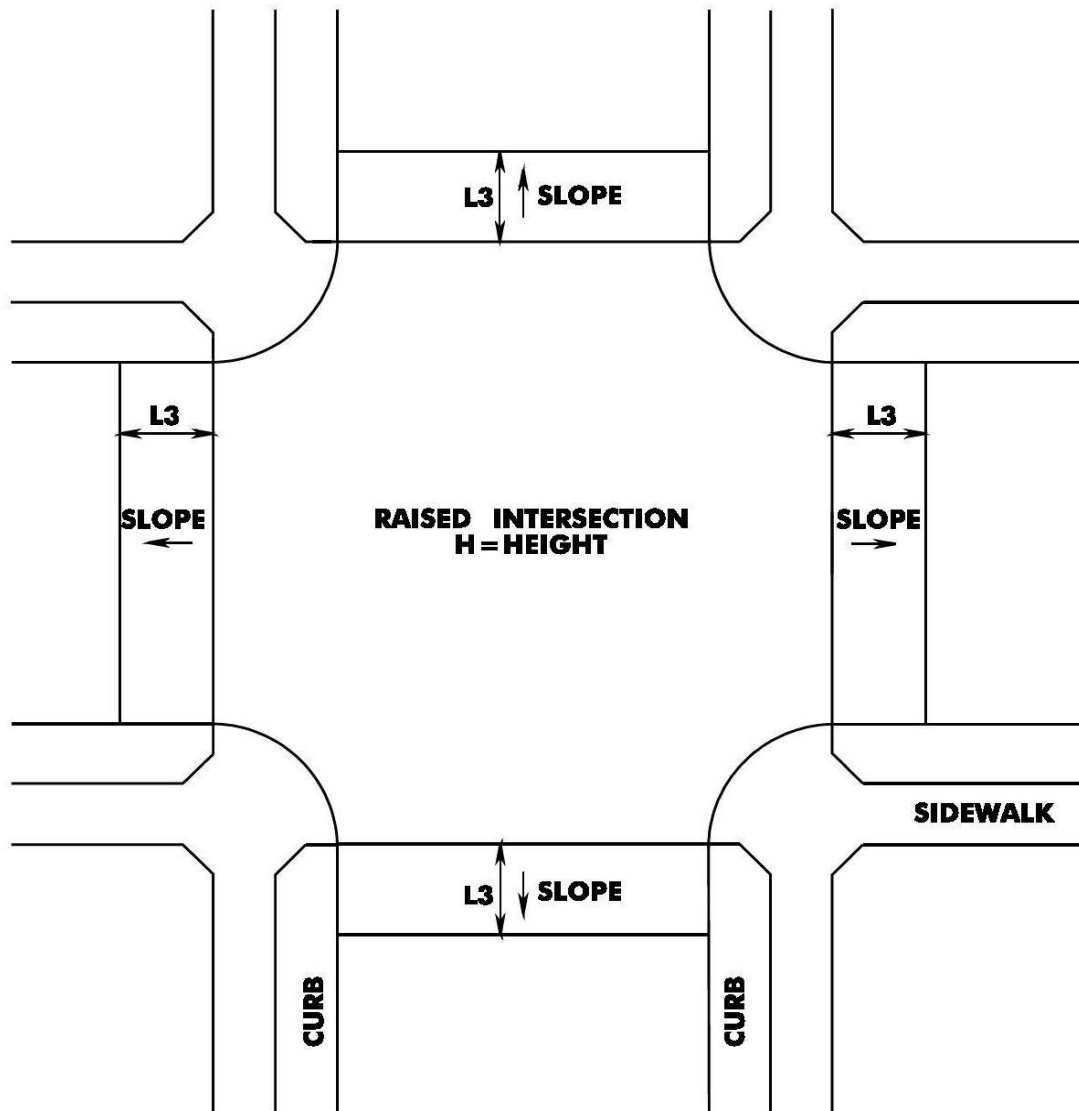 L3 SLOPE
L3
L3
SLOPE
RAISED INTERSECTION
H = HEIGHT
SLOPE
SIDEWALK
L3 SLOPE
CURB
CURB